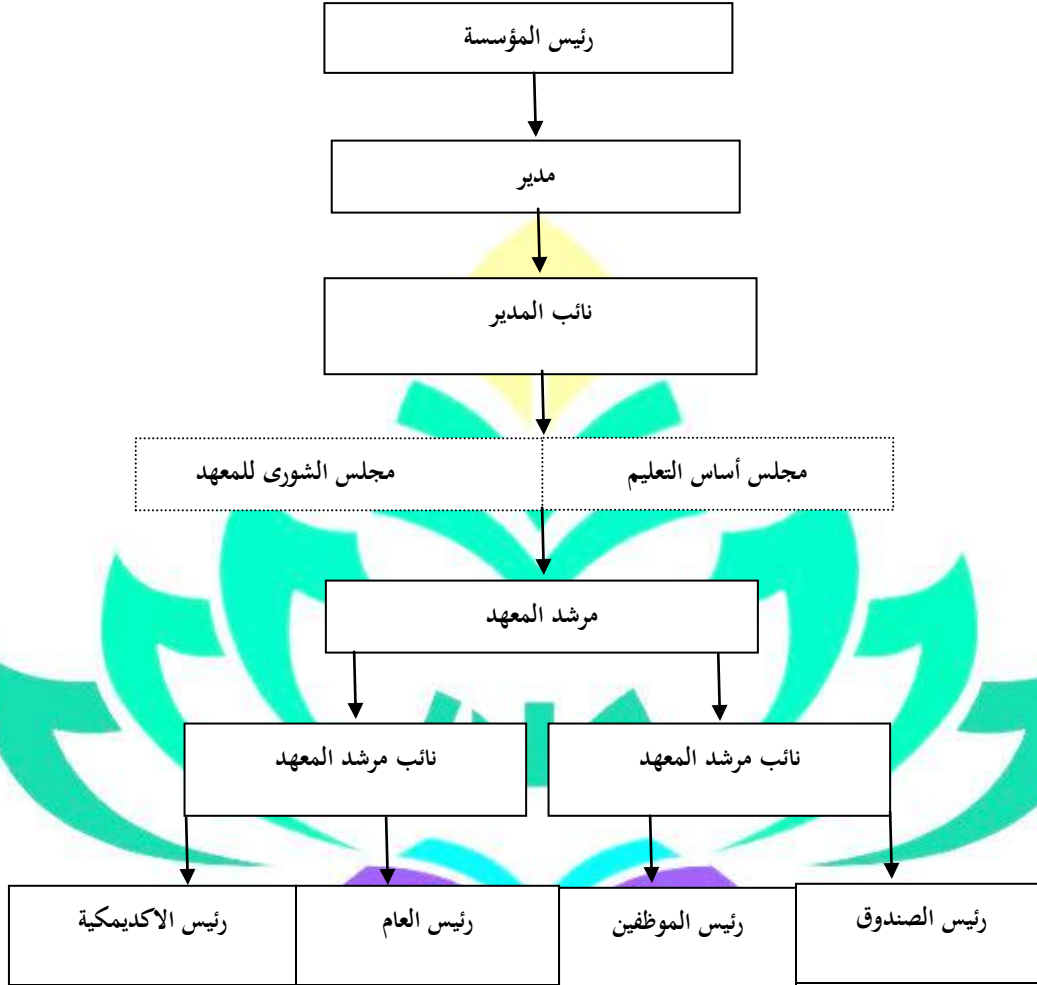 رئيس المؤسسة
مدير
نائب المدير
مجلس أساس التعليم
مجلس الشورى للمعهد
مرشد المعهد
نائب مرشد المعهد
نائب مرشد المعهد
رئيس الصندوق
رئيس الموظفين
رئيس العام
رئيس الاكديمكية